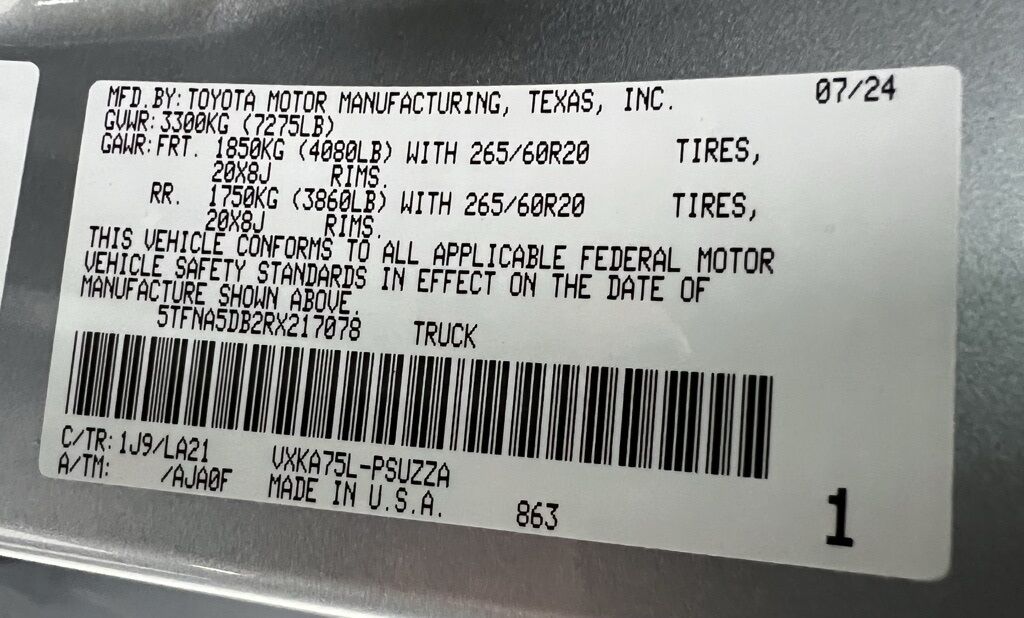 MFD. BY: TOYOTA MOTOR MANUFACTURING, TEXAS, INC. 07/24
GVWR: 3300KG (7275LB)
GAWR: FRT. 1850KG (4080LB) WITH 265/60R20 TIRES,
20X8J RIMS.
RR. 1750KG (3860LB) WITH 265/60R20 TIRES,
20X8J RIMS.
THIS VEHICLE CONFORMS TO ALL APPLICABLE FEDERAL MOTOR
VEHICLE SAFETY STANDARDS IN EFFECT ON THE DATE OF
MANUFACTURE SHOWN ABOVE.
5TFNA5DB2RX217078 TRUCK
C/TR: 1J9/LA21 VXKA75L-PSUZZA
A/TM: /AJA0F MADE IN U.S.A. 863 1